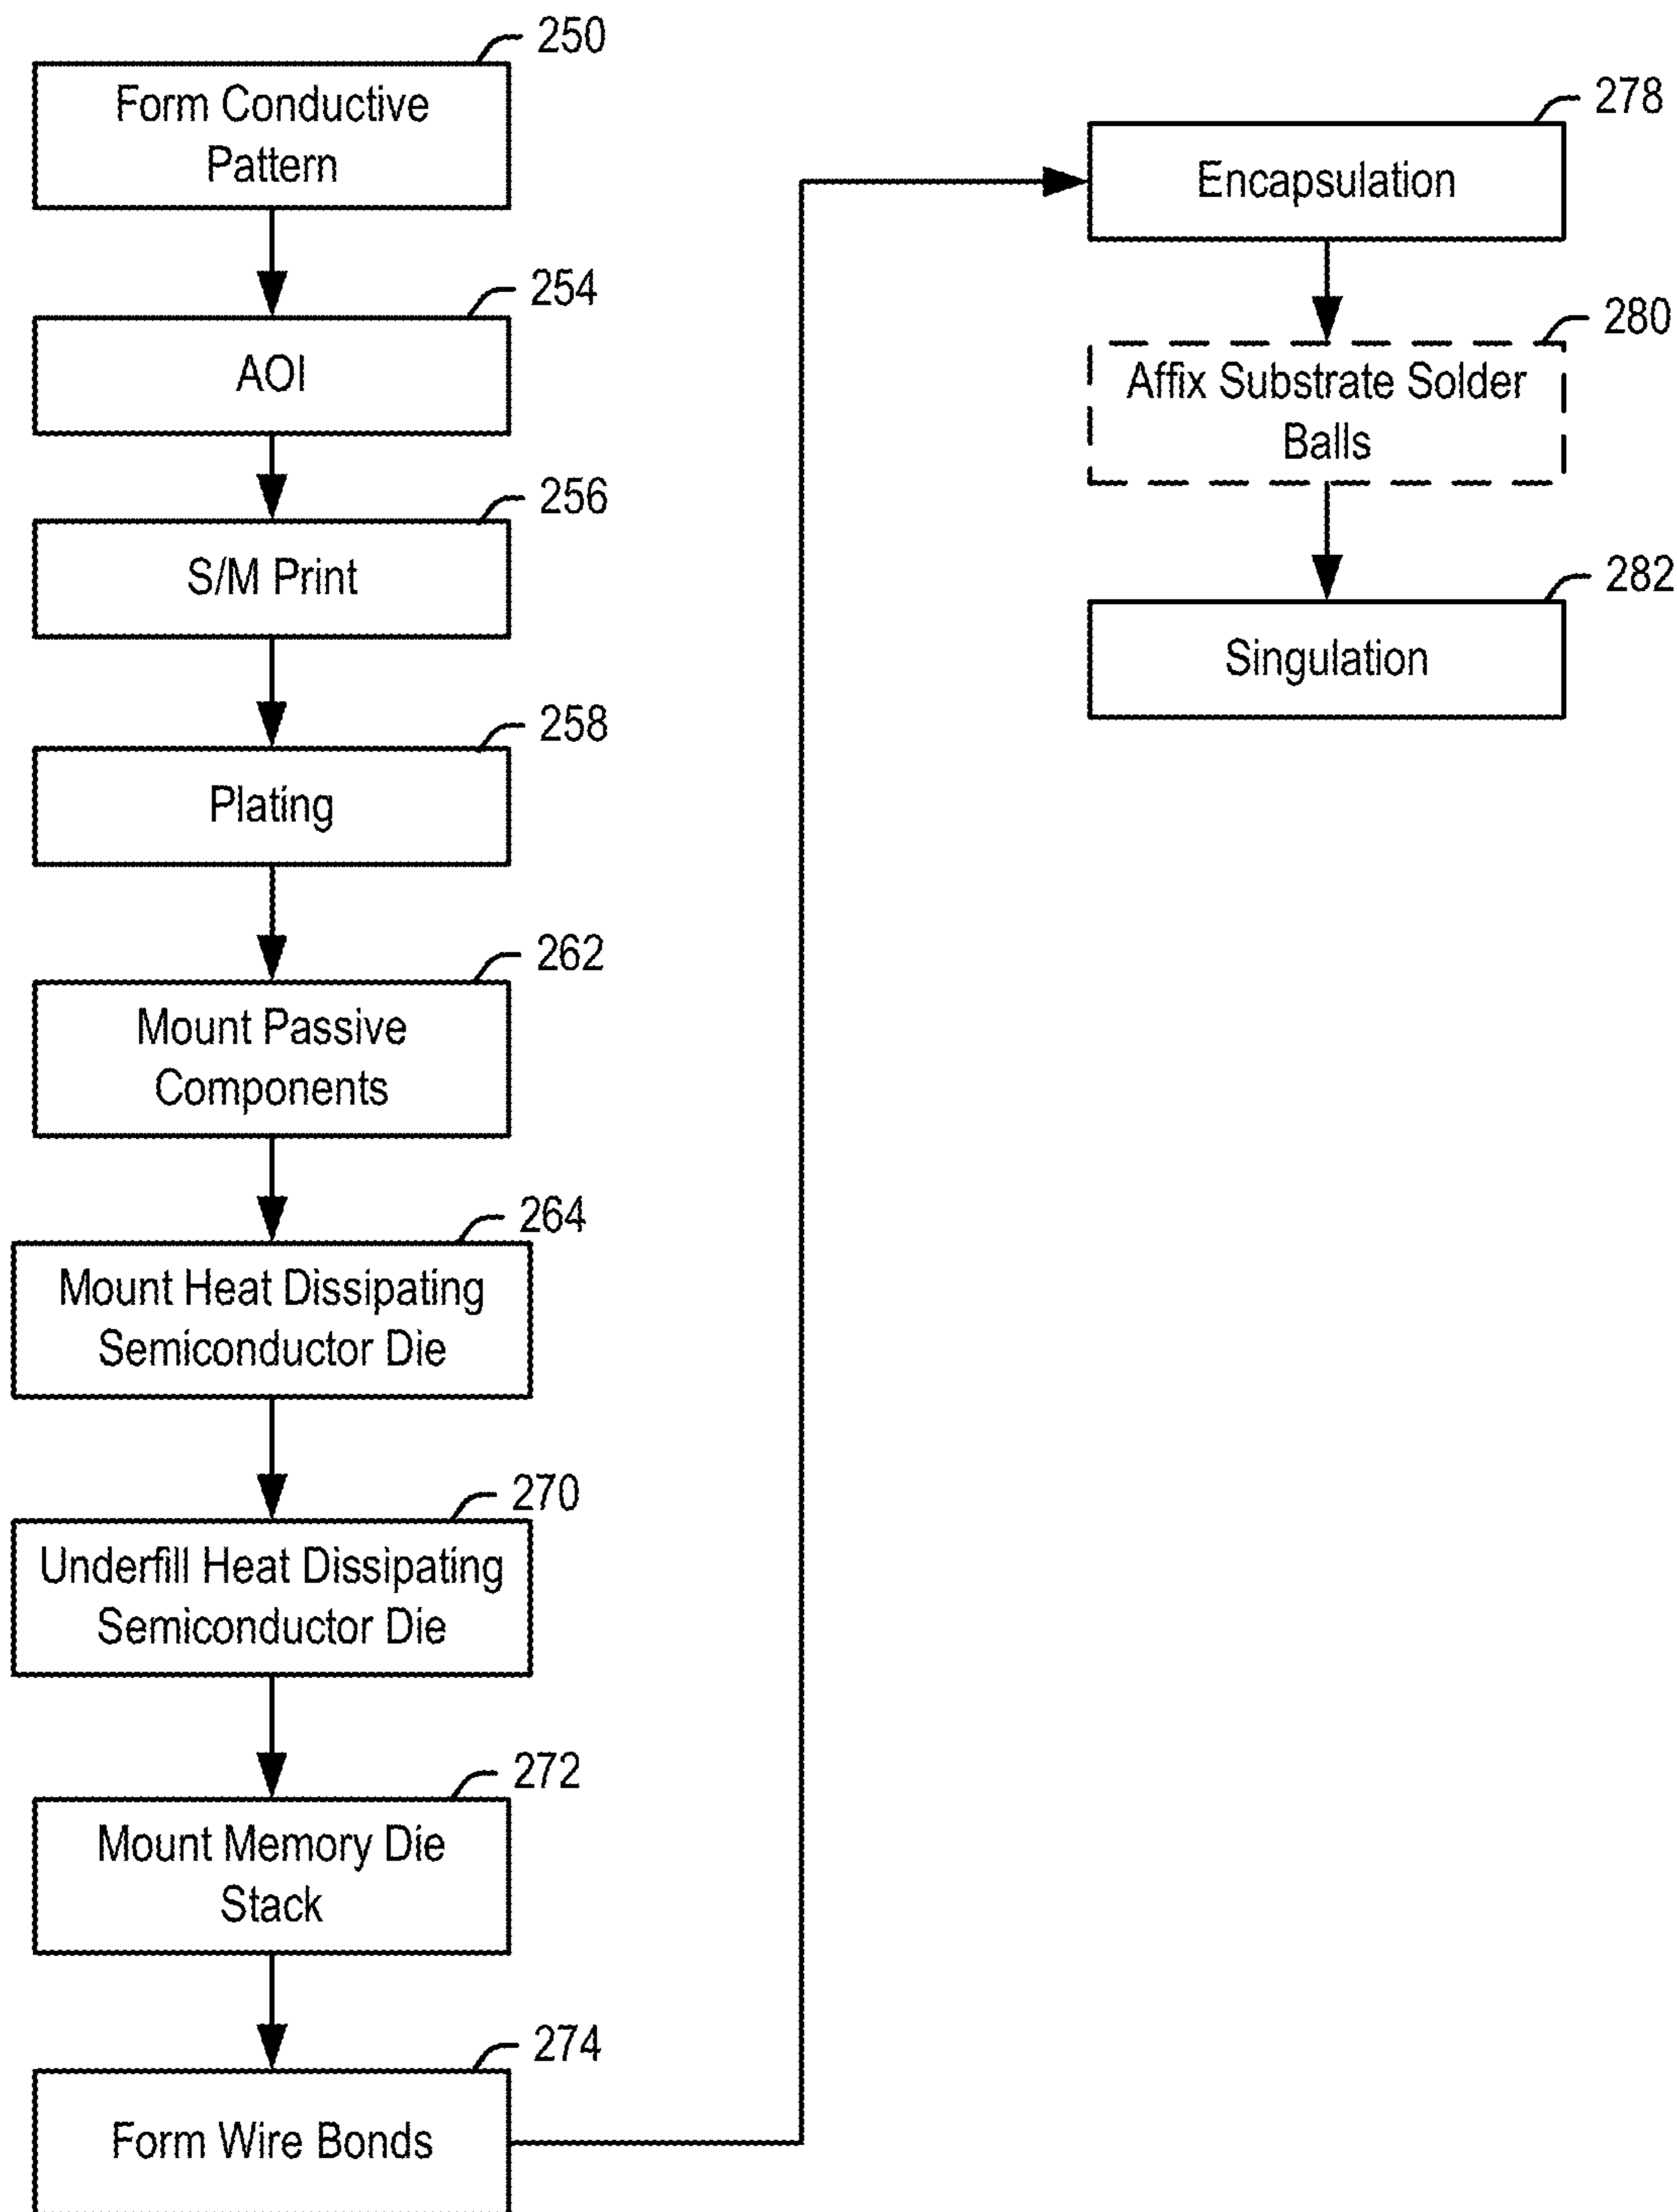 250
Form Conductive
Pattern
254
AOI
256
S/M Print
258
Plating
262
Mount Passive
Components
264
Mount Heat Dissipating
Semiconductor Die
270
Underfill Heat Dissipating
Semiconductor Die
272
Mount Memory Die
Stack
274
Form Wire Bonds
278
Encapsulation
280
Affix Substrate Solder
Balls
282
Singulation